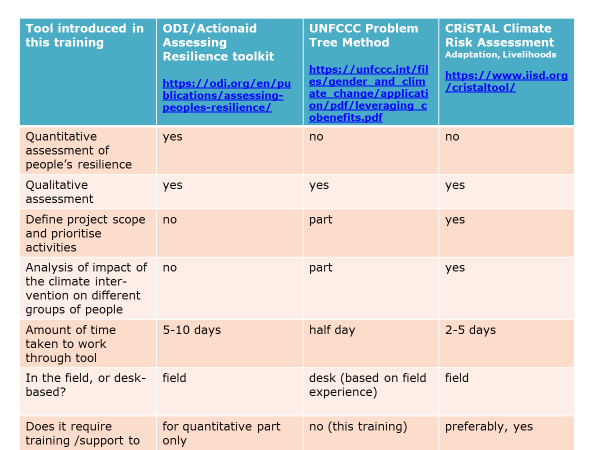 Tool introduced in this training
ODI/Actionaid Assessing Resilience toolkit
https://odi.org/en/publications/assessing-peoples-resilience/
UNFCCC Problem Tree Method
https://unfccc.int/files/gender_and_climate_change/application/pdf/leveraging_cobenefits.pdf
CRiSTAL Climate Risk Assessment
Adaptation, Livelihoods
https://www.iisd.org/cristaltool/
Quantitative assessment of people's resilience
yes
no
no
Qualitative assessment
yes
yes
yes
Define project scope and prioritise activities
no
part
yes
Analysis of impact of the climate inter-vention on different groups of people
no
part
yes
Amount of time taken to work through tool
5-10 days
half day
2-5 days
In the field, or desk-based?
field
desk (based on field experience)
field
Does it require training /support to
for quantitative part only
no (this training)
preferably, yes